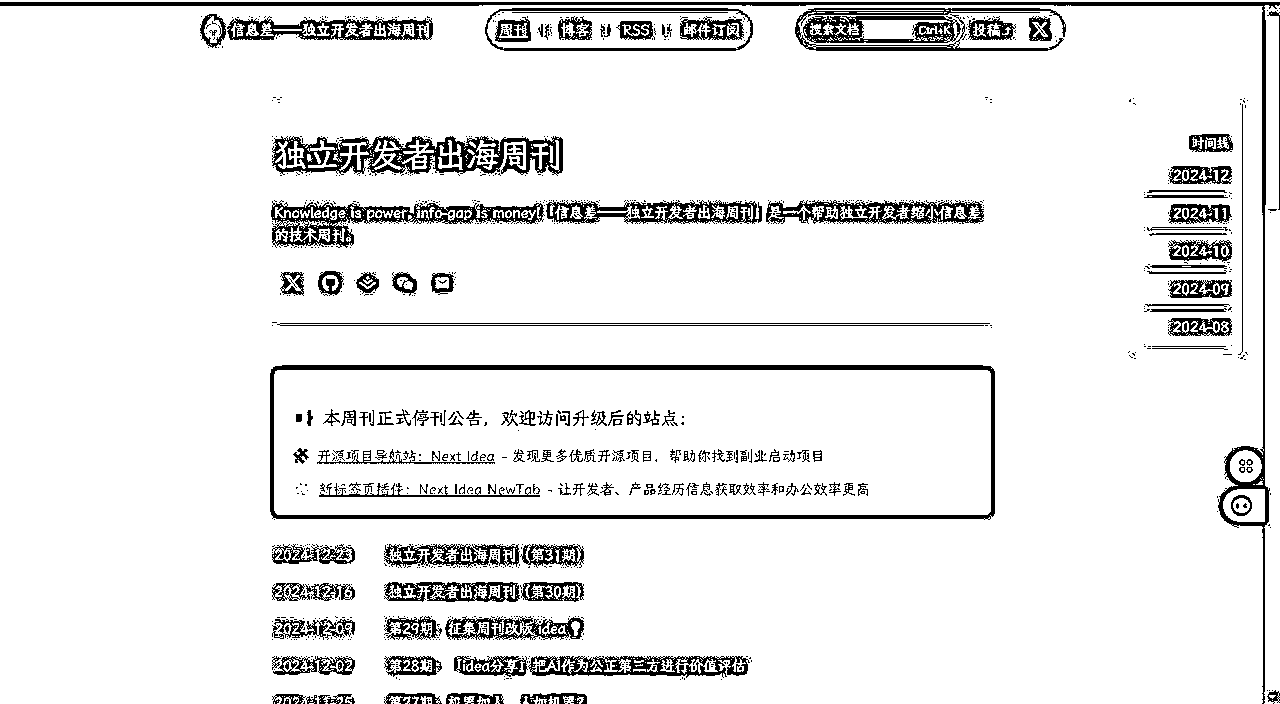 信息差——独立开发者出海周刊
周刊 博客 RSS 邮件订阅
搜索文档 Ctrl+K 投稿 X
独立开发者出海周刊
Knowledge is power, info-gap is money!「信息差——独立开发者出海周刊」是一个帮助独立开发者缩小信息差
的技术周刊。
时间线
2024-12
2024-11
2024-10
2024-09
2024-08
本周刊正式停刊公告，欢迎访问升级后的站点：
开源项目导航站：Next Idea - 发现更多优质开源项目，帮助你找到副业启动项目
新标签页插件：Next Idea NewTab - 让开发者、产品经历信息获取效率和办公效率更高
2024-12-23 独立开发者出海周刊（第31期）
2024-12-16 独立开发者出海周刊（第30期）
2024-12-09 第29期：征集周刊改版 idea
2024-12-02 第28期：「idea分享」把AI作为公正第三方进行价值评估
2024-11-25 第27期：